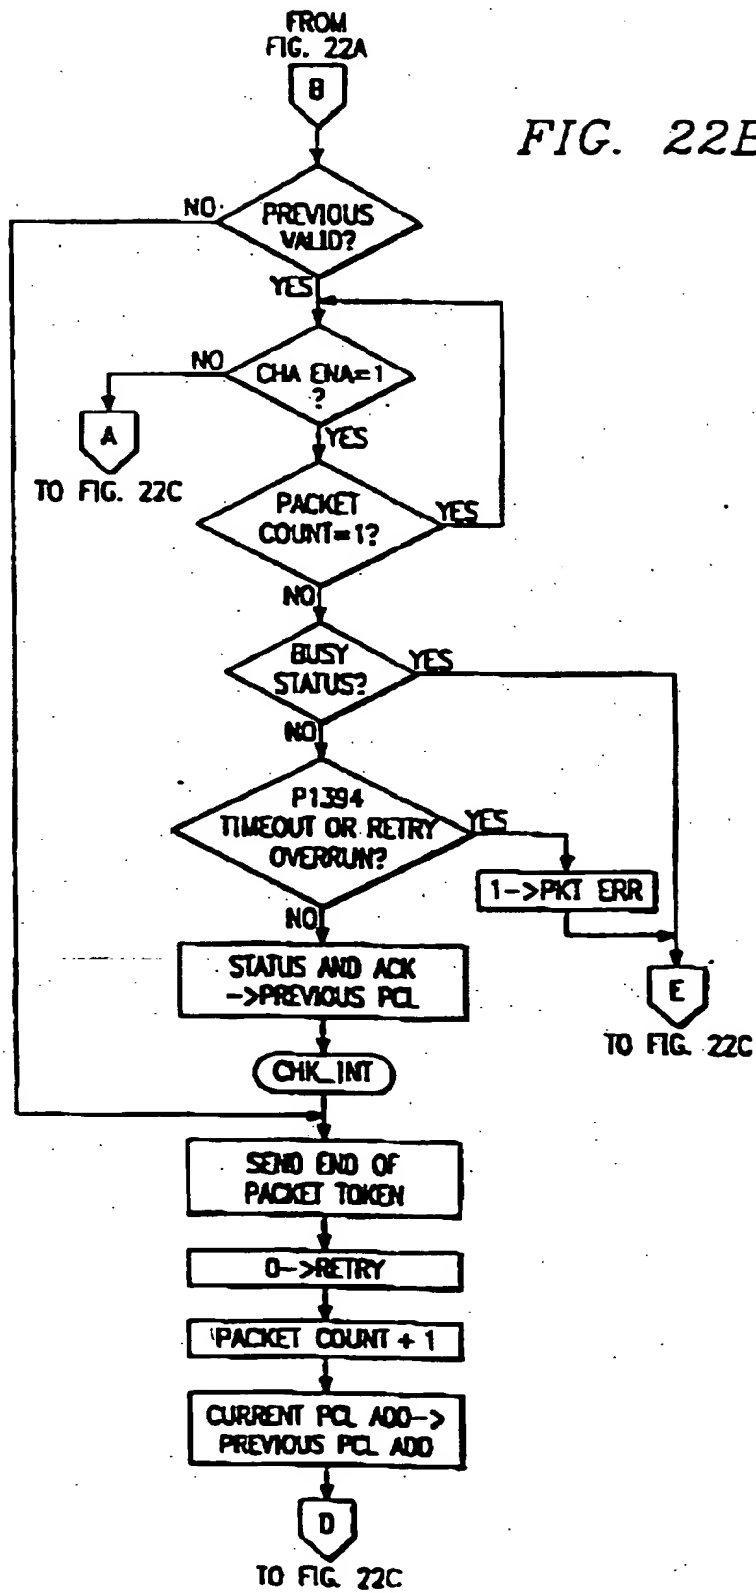 FROM
FIG. 22A
B
FIG. 22B
NO
PREVIOUS
VALID?
YES
NO
CHA ENA=1
?
A
YES
TO FIG. 22C
PACKET
COUNT=1?
YES
NO
BUSY
STATUS?
YES
NO
P1394
TIMEOUT OR RETRY
OVERRUN?
YES
1->PKT ERR
NO
STATUS AND ACK
->PREVIOUS PCL
E
TO FIG. 22C
CHK_INT
SEND END OF
PACKET TOKEN
0->RETRY
PACKET COUNT + 1
CURRENT PCL ADD->
PREVIOUS PCL ADD
D
TO FIG. 22C